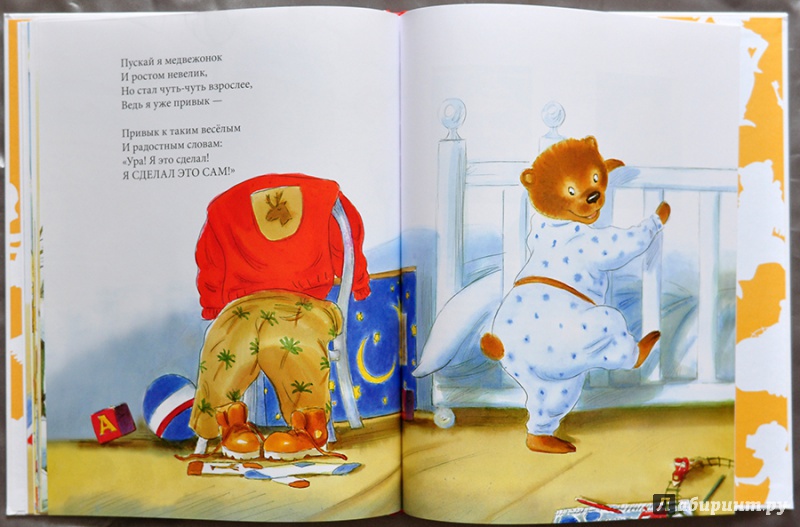 Пускай я медвежонок
И ростом невелик,
Но стал чуть-чуть взрослее,
Ведь я уже привык —
Привык к таким весёлым
И радостным словам:
«Ура! Я это сделал!
Я СДЕЛАЛ ЭТО САМ!»
А
Лабиринт.ру